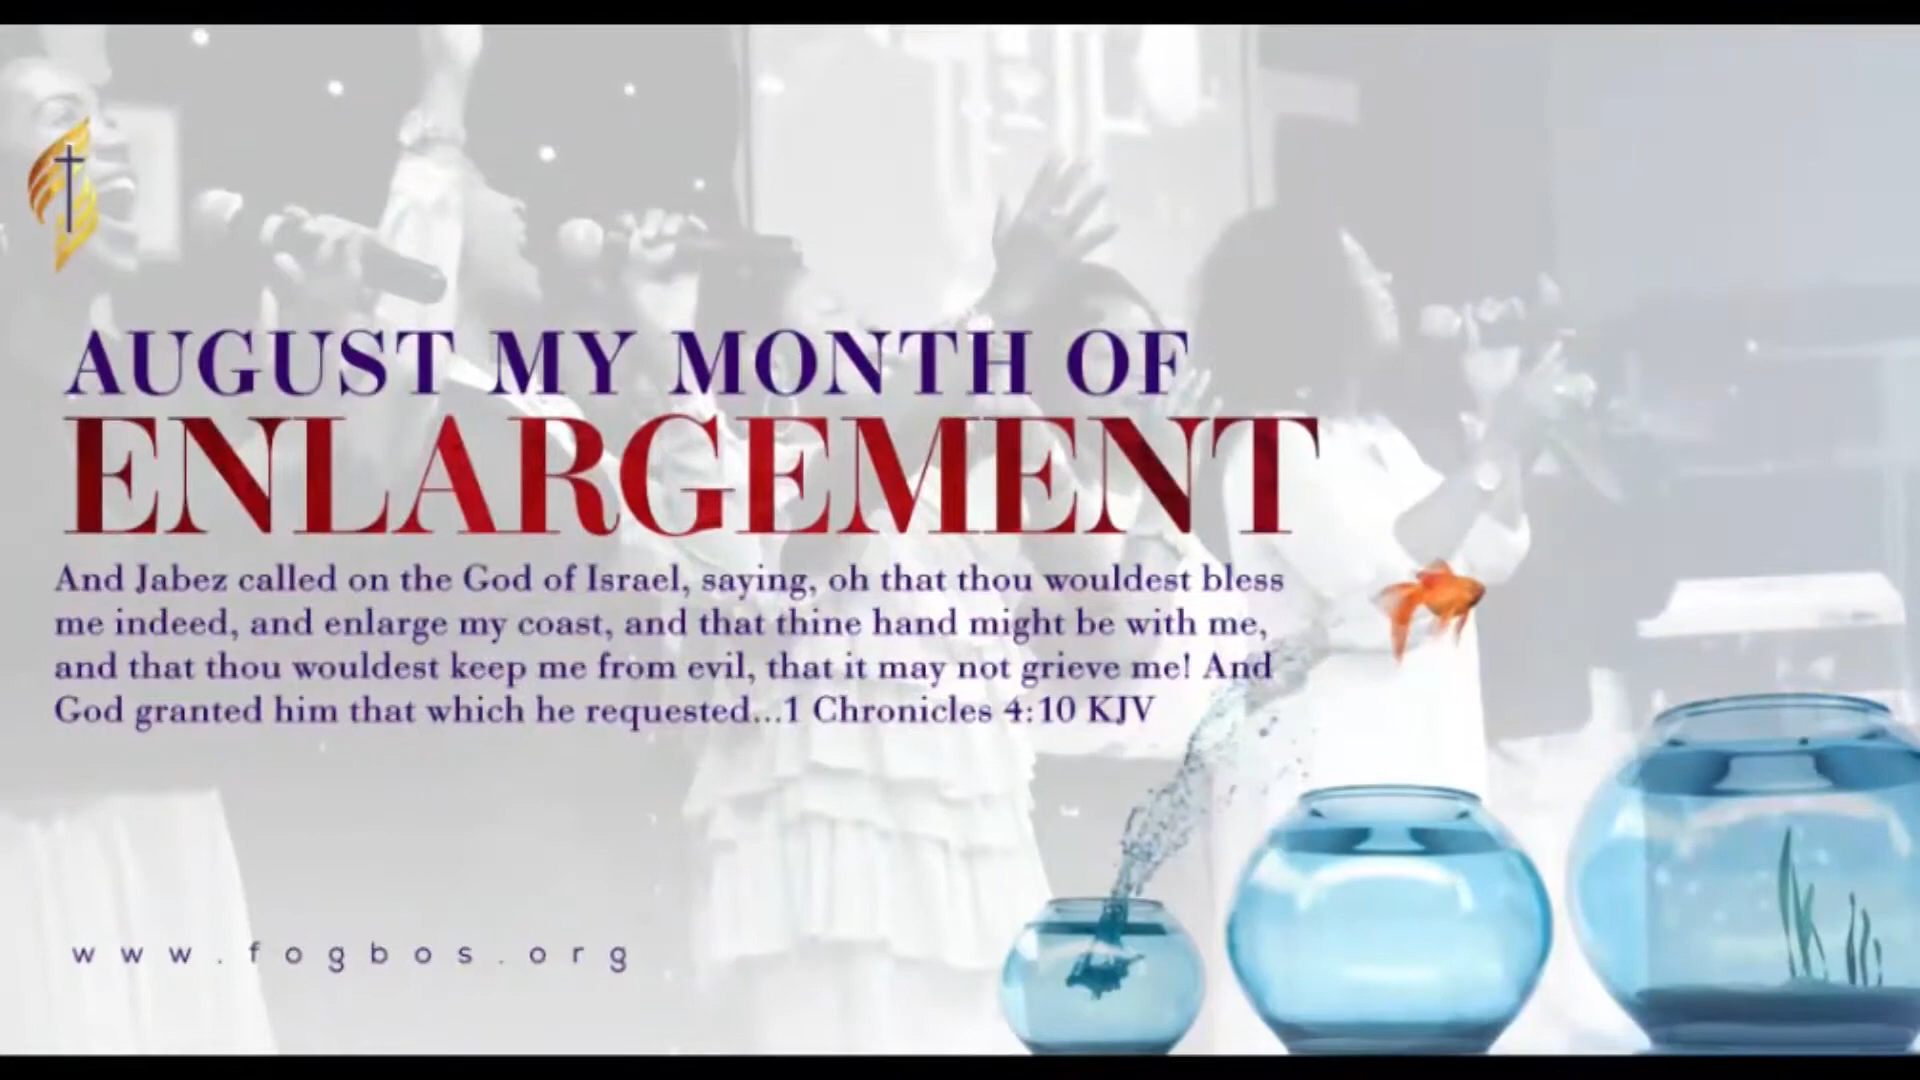 AUGUST MY MONTH OF
ENLARGEMENT
And Jabez called on the God of Israel, saying, oh that thou wouldest bless
me indeed, and enlarge my coast, and that thine hand might be with me,
and that thou wouldest keep me from evil, that it may not grieve me! And
God granted him that which he requested...1 Chronicles 4:10 KJV
www.fogbos.org